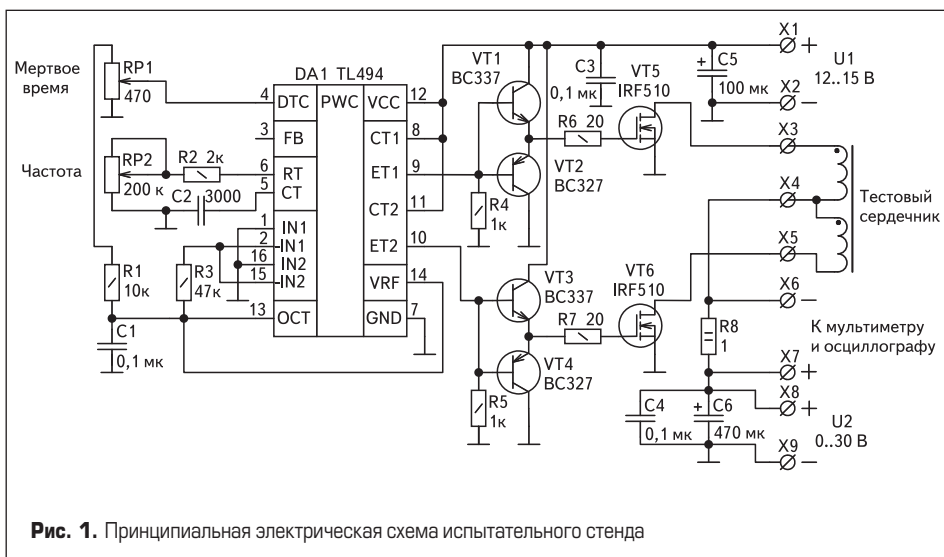 Мертвое
время
RP1
470
Частота
RP2
200 к
R2 2к
C2 3000
R1
10к
R3
47к
C1
0,1 мк
DA1 TL494
4 DTC PWC VCC 12
3 FB CT1 8
6 RT ET1 9
5 CT CT2 11
1 IN1
2 -IN1 ET2 10
16 IN2
15 -IN2 VRF 14
13 OCT GND 7
VT1
BC337
VT2
BC327
R4
1к
C3
0,1 мк
R6 20
VT5
IRF510
C5
+
100 мк
VT3
BC337
VT4
BC327
R5
1к
R7 20
VT6
IRF510
R8
1
C4
0,1 мк
C6
+
470 мк
X1
+
U1
12..15 В
X2
–
X3
X4
Тестовый
сердечник
X5
X6
–
К мультиметру
и осциллографу
X7
+
X8
+
U2
0..30 В
X9
–
Рис. 1. Принципиальная электрическая схема испытательного стенда